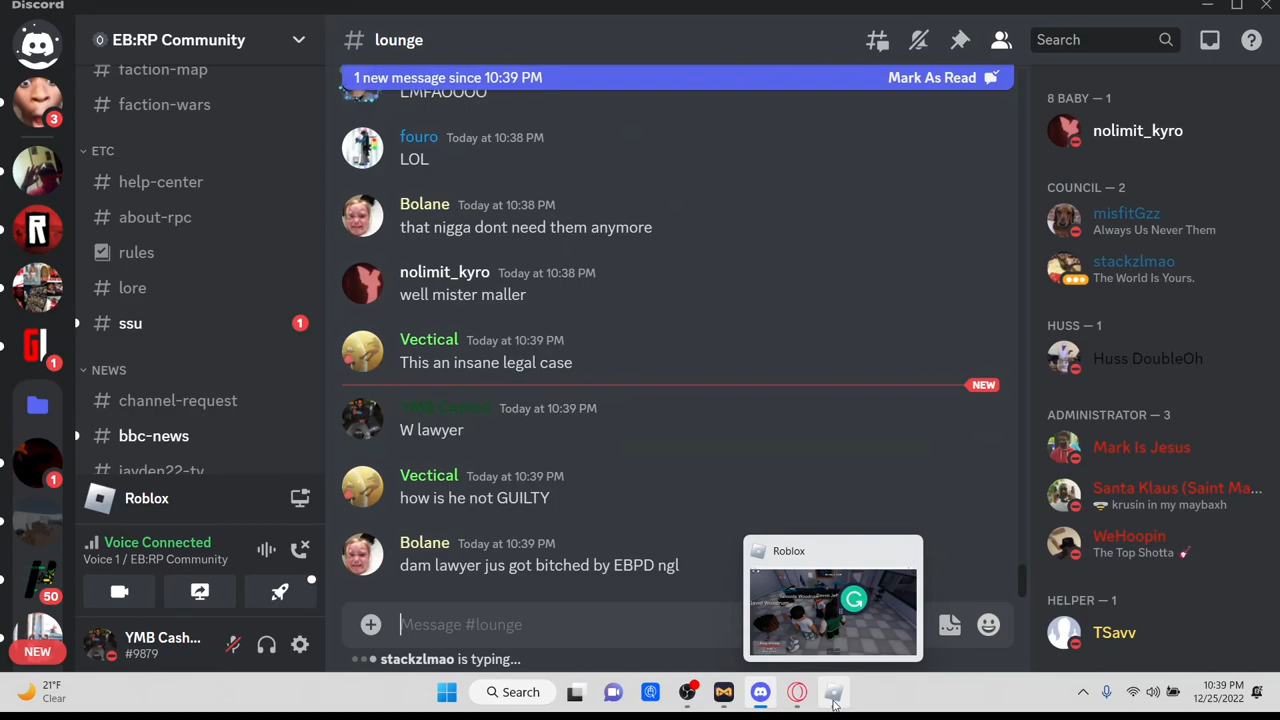 Discord
EB:RP Community
lounge
Search
1 new message since 10:39 PM
Mark As Read
faction-map
faction-wars
ETC
help-center
about-rpc
rules
lore
ssu
1
NEWS
channel-request
bbc-news
jayden22-tv
Roblox
Voice Connected
Voice 1 / EB:RP Community
YMB Cash...
#9879
3
1
1
50
NEW
LMFAOOOO
fouro Today at 10:38 PM
LOL
Bolane Today at 10:38 PM
that nigga dont need them anymore
nolimit_kyro Today at 10:38 PM
well mister maller
Vectical Today at 10:39 PM
This an insane legal case
NEW
YMB Cashed Today at 10:39 PM
W lawyer
Vectical Today at 10:39 PM
how is he not GUILTY
Bolane Today at 10:39 PM
dam lawyer jus got bitched by EBPD ngl
Message #lounge
stackzlmao is typing...
Roblox
8 BABY — 1
nolimit_kyro
COUNCIL — 2
misfitGzz
Always Us Never Them
stackzlmao
The World Is Yours.
HUSS — 1
Huss DoubleOh
ADMINISTRATOR — 3
Mark Is Jesus
Santa Klaus (Saint Ma...
krusin in my maybaxh
WeHoopin
The Top Shotta
HELPER — 1
TSavv
21°F
Clear
Search
10:39 PM
12/25/2022